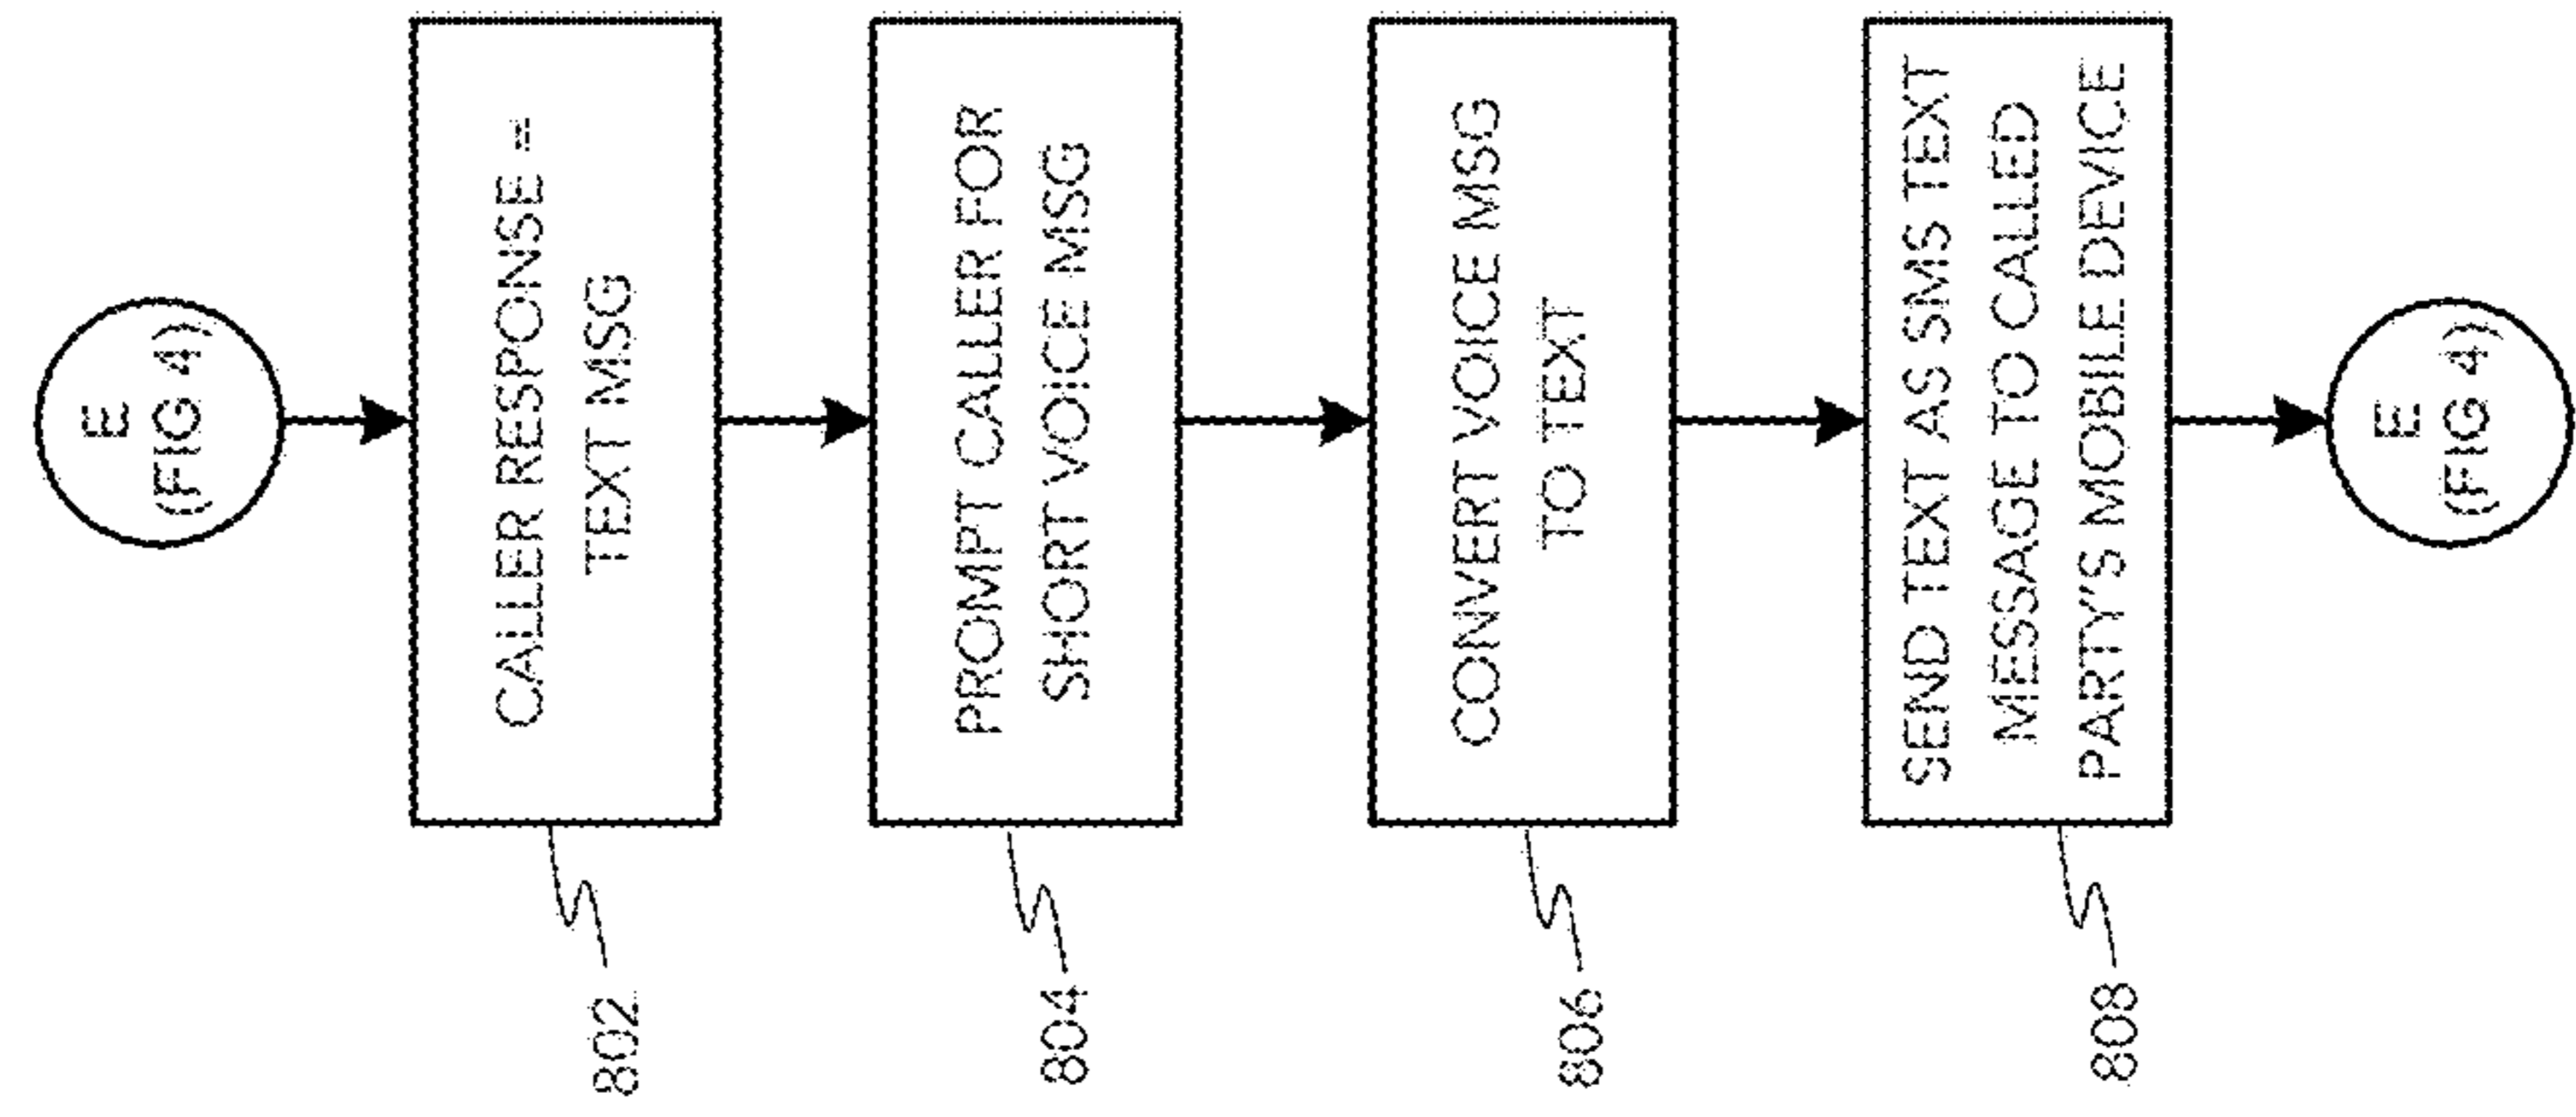 E
(FIG 4)
CALLER RESPONSE =
TEXT MSG
802
PROMPT CALLER FOR
SHORT VOICE MSG
804
CONVERT VOICE MSG
TO TEXT
806
SEND TEXT AS SMS TEXT
MESSAGE TO CALLED
PARTY'S MOBILE DEVICE
808
E
(FIG 4)